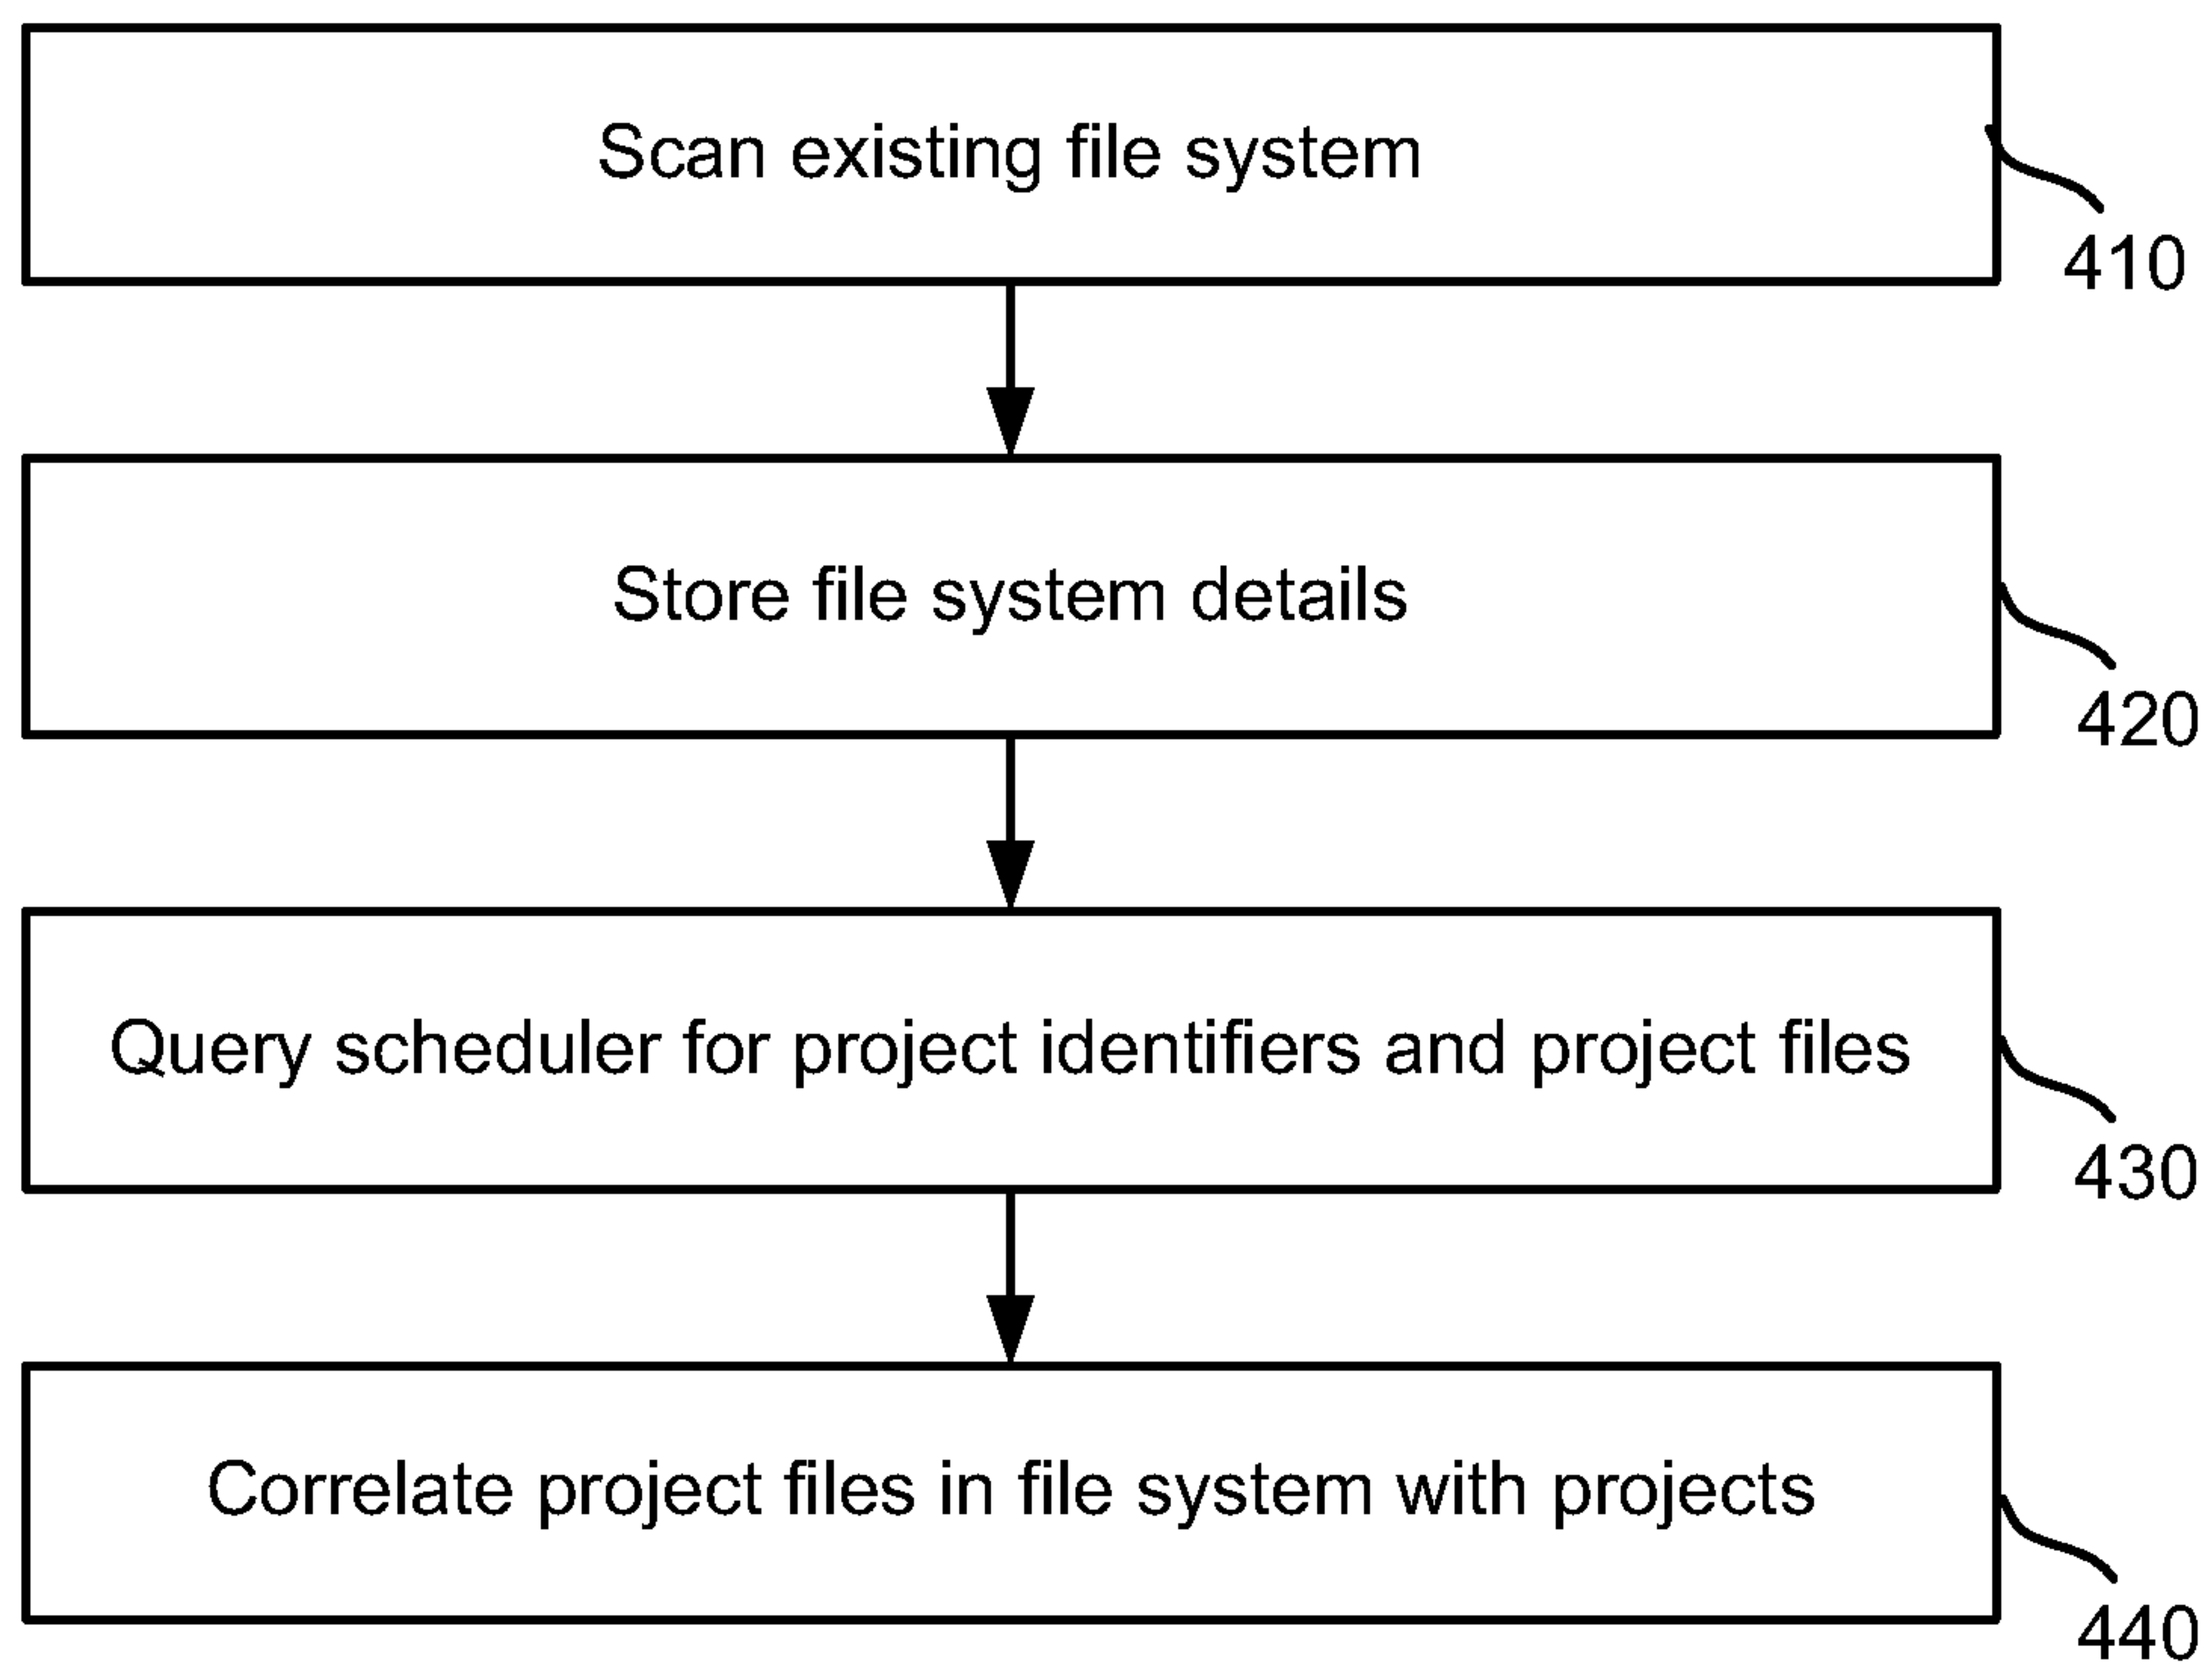 Scan existing file system
410
Store file system details
420
Query scheduler for project identifiers and project files
430
Correlate project files in file system with projects
440